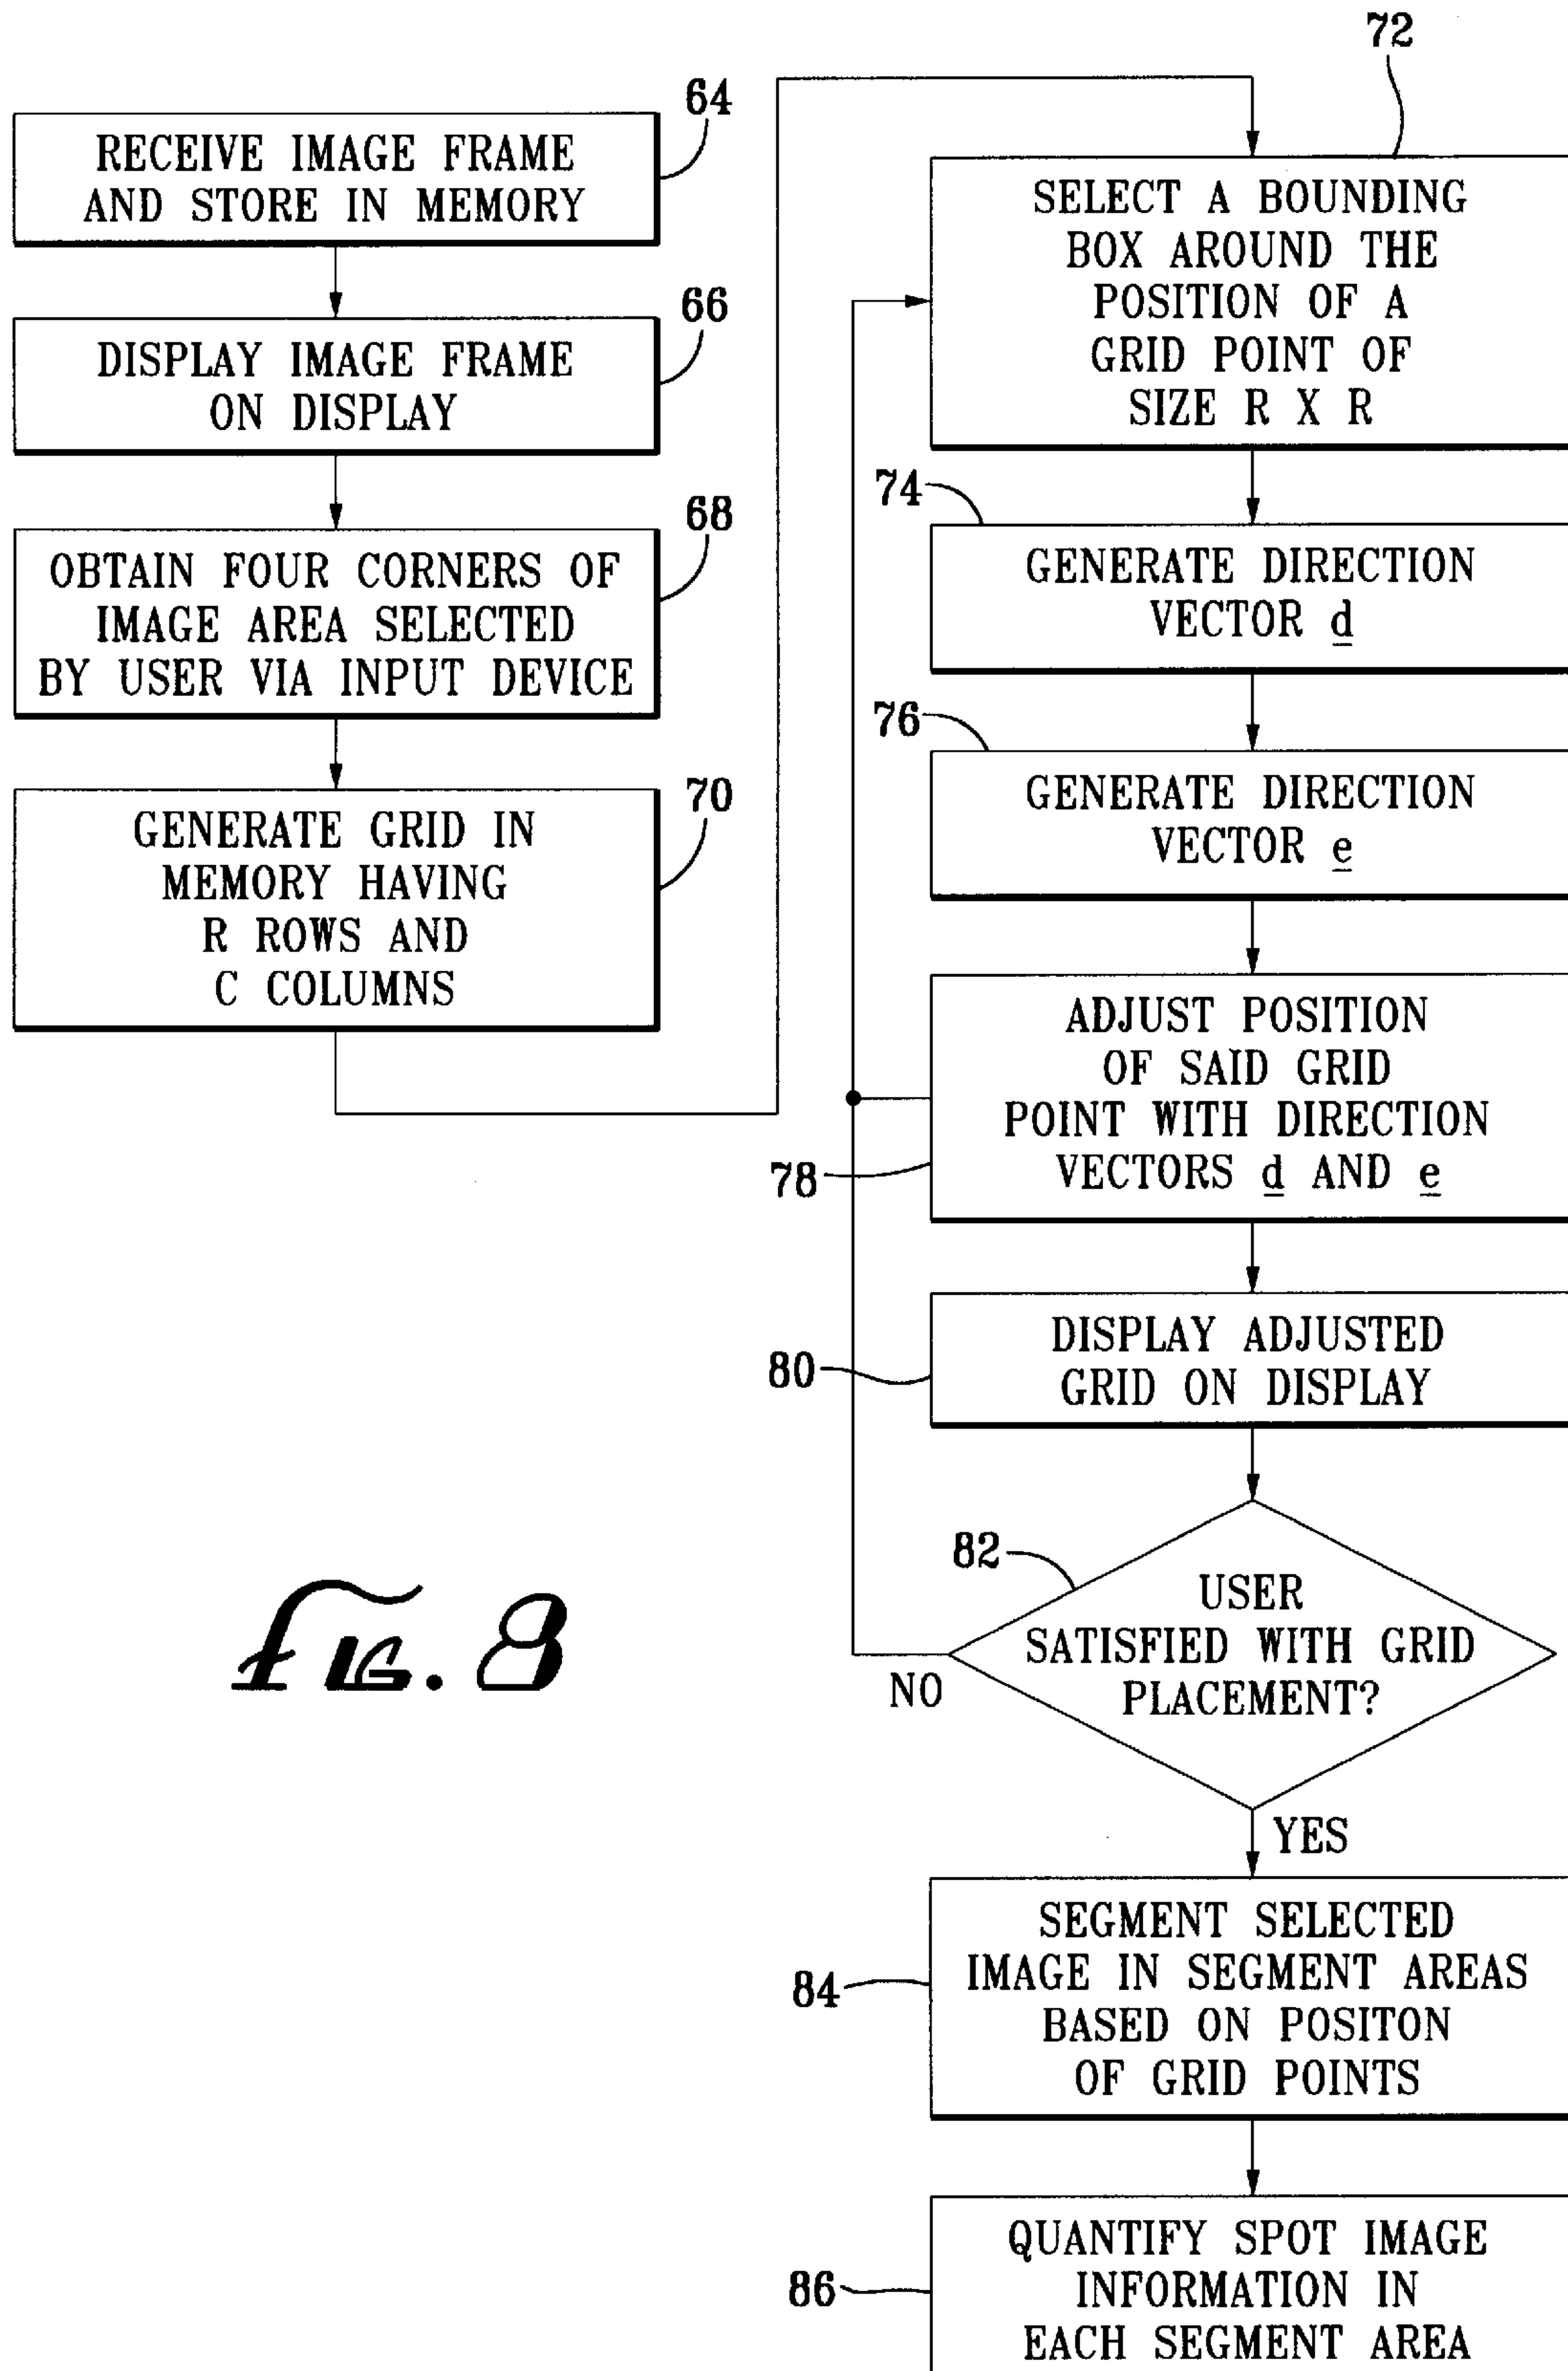 64
RECEIVE IMAGE FRAME
AND STORE IN MEMORY
66
DISPLAY IMAGE FRAME
ON DISPLAY
68
OBTAIN FOUR CORNERS OF
IMAGE AREA SELECTED
BY USER VIA INPUT DEVICE
70
GENERATE GRID IN
MEMORY HAVING
R ROWS AND
C COLUMNS
72
SELECT A BOUNDING
BOX AROUND THE
POSITION OF A
GRID POINT OF
SIZE R X R
74
GENERATE DIRECTION
VECTOR d
76
GENERATE DIRECTION
VECTOR e
ADJUST POSITION
OF SAID GRID
POINT WITH DIRECTION
VECTORS d AND e
78
DISPLAY ADJUSTED
GRID ON DISPLAY
80
82
USER
SATISFIED WITH GRID
PLACEMENT?
NO
YES
SEGMENT SELECTED
IMAGE IN SEGMENT AREAS
BASED ON POSITON
OF GRID POINTS
84
QUANTIFY SPOT IMAGE
INFORMATION IN
EACH SEGMENT AREA
86
FIG. 8